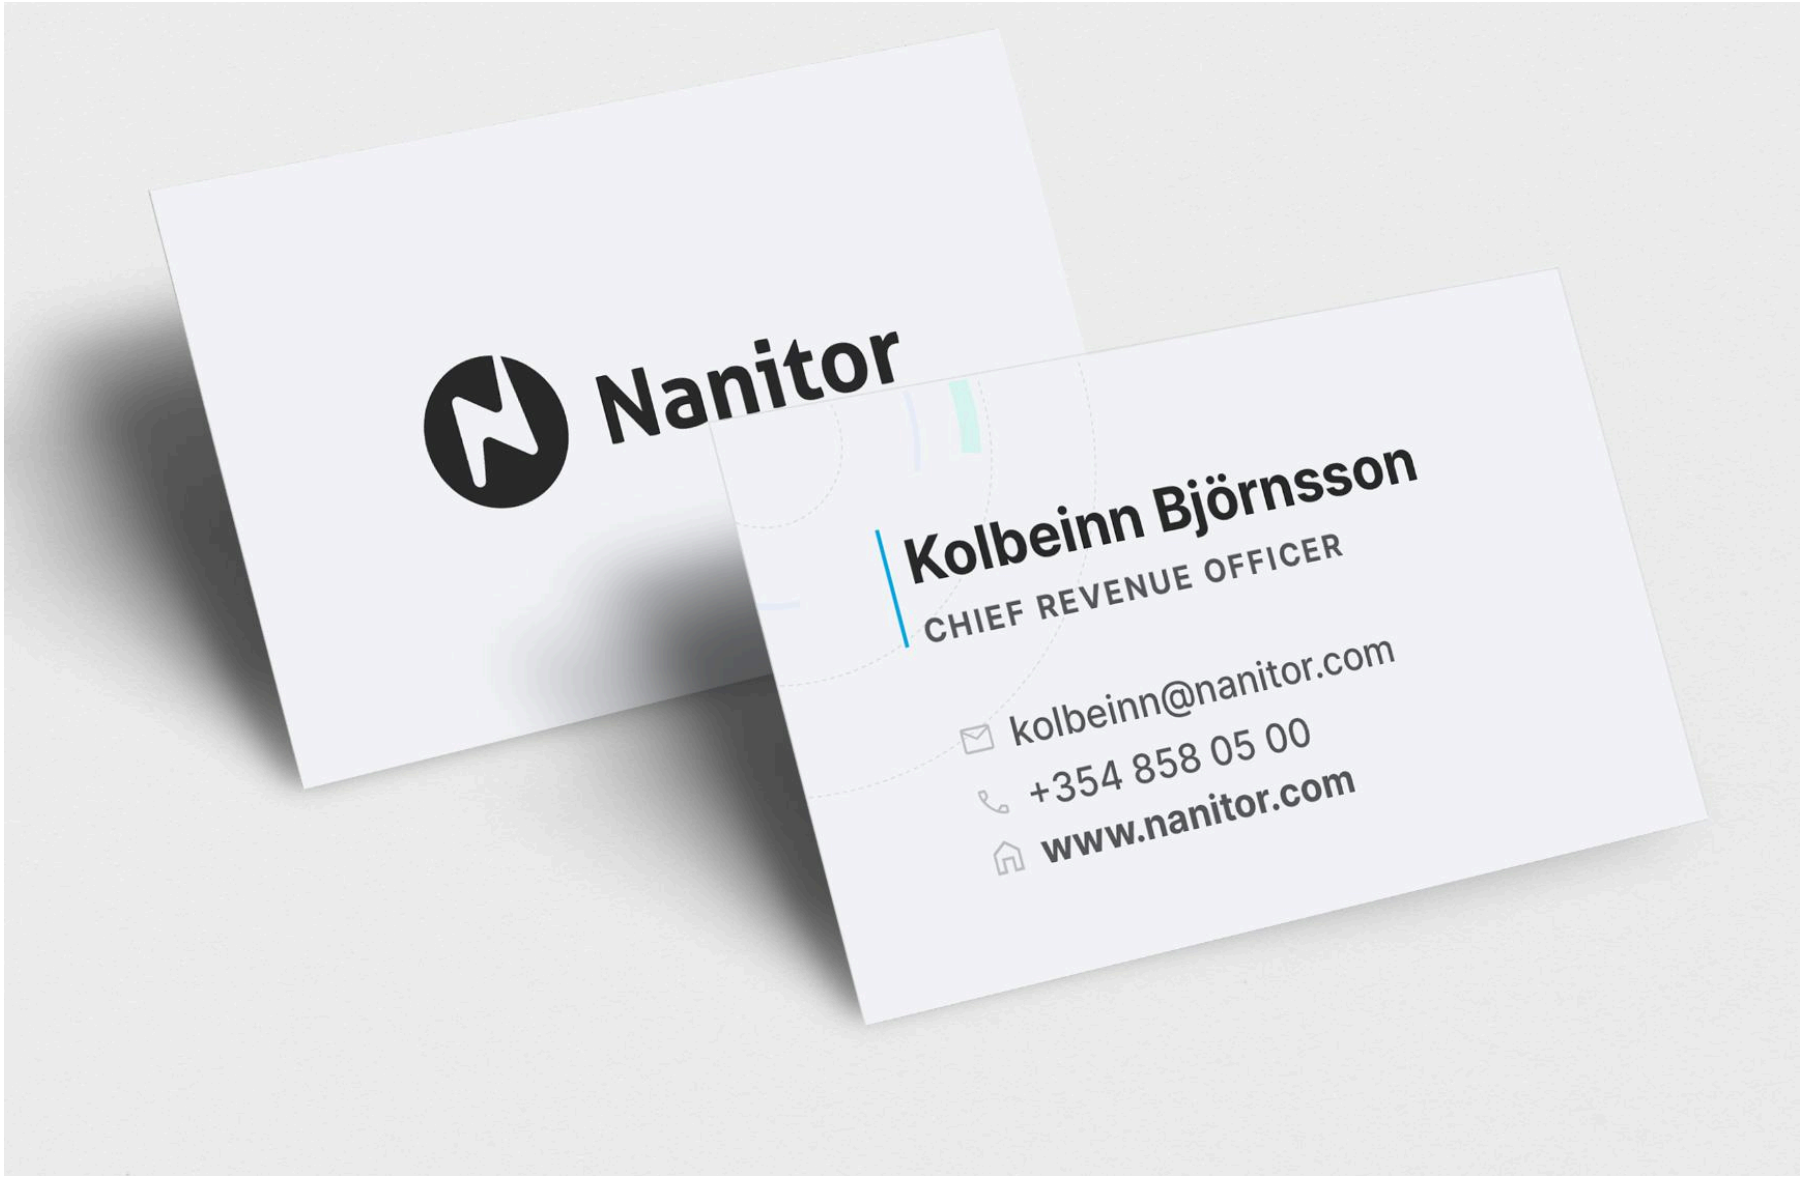 Nanitor
Kolbeinn Björnsson
CHIEF REVENUE OFFICER
kolbeinn@nanitor.com
+354 858 05 00
www.nanitor.com